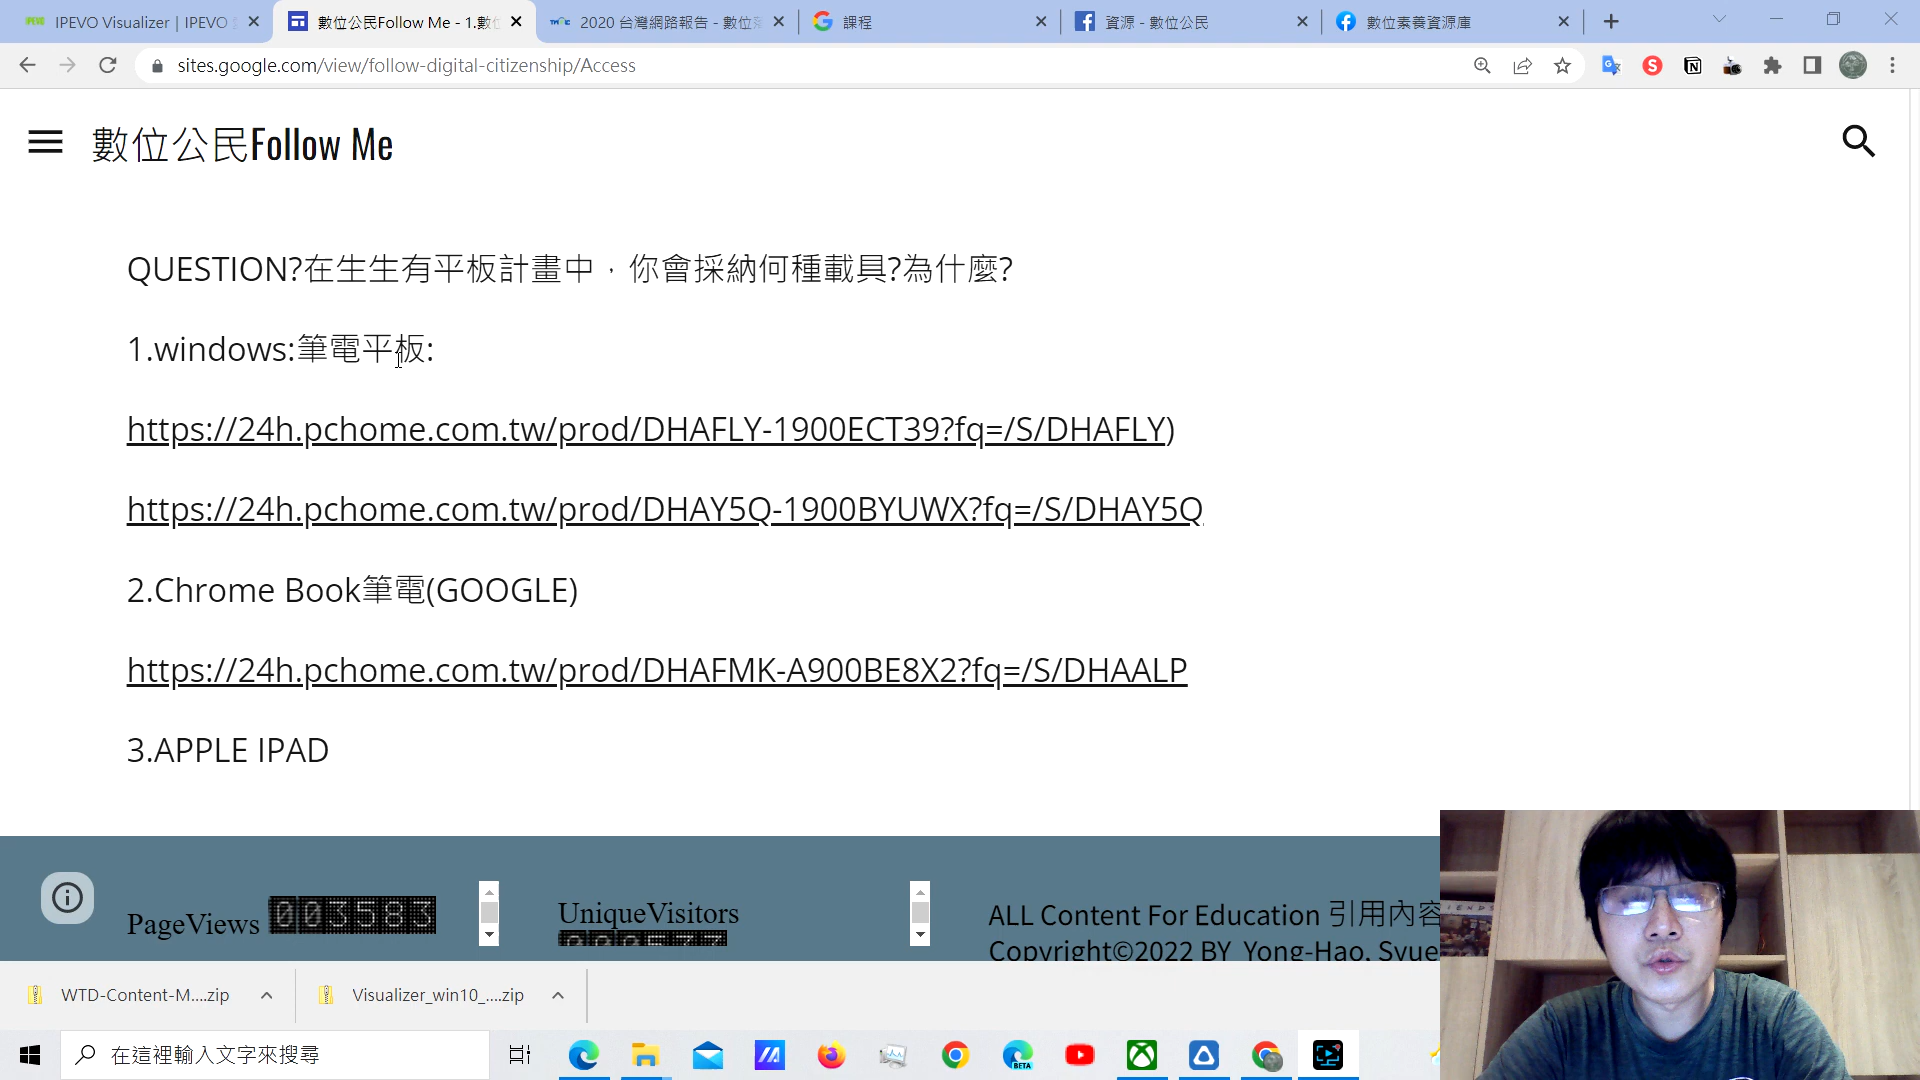 IPEVO Visualizer | IPEVO
數位公民Follow Me - 1.數位
2020 台灣網路報告 - 數位
課程
資源 - 數位公民
數位素養資源庫
sites.google.com/view/follow-digital-citizenship/Access
數位公民Follow Me
QUESTION?在生生有平板計畫中，你會採納何種載具?為什麼?
1.windows:筆電平板:
https://24h.pchome.com.tw/prod/DHAFLY-1900ECT39?fq=/S/DHAFLY)
https://24h.pchome.com.tw/prod/DHAY5Q-1900BYUWX?fq=/S/DHAY5Q
2.Chrome Book筆電(GOOGLE)
https://24h.pchome.com.tw/prod/DHAFMK-A900BE8X2?fq=/S/DHAALP
3.APPLE IPAD
PageViews 003583
UniqueVisitors
ALL Content For Education 引用內容
Copyright©2022 BY Yong-Hao, Syue
WTD-Content-M....zip
Visualizer_win10_....zip
在這裡輸入文字來搜尋
BETA